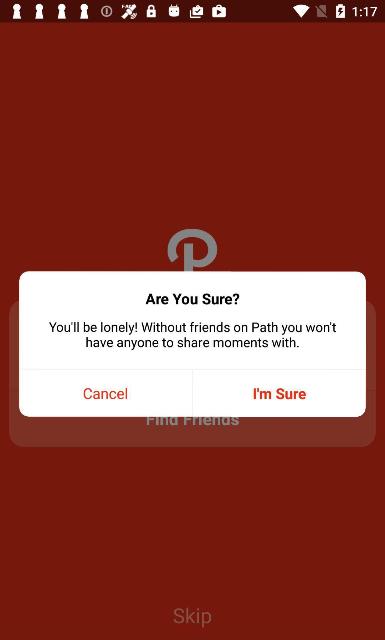 1:17
Are You Sure?
You'll be lonely! Without friends on Path you won't
have anyone to share moments with.
Cancel
I'm Sure
Find Friends
Skip